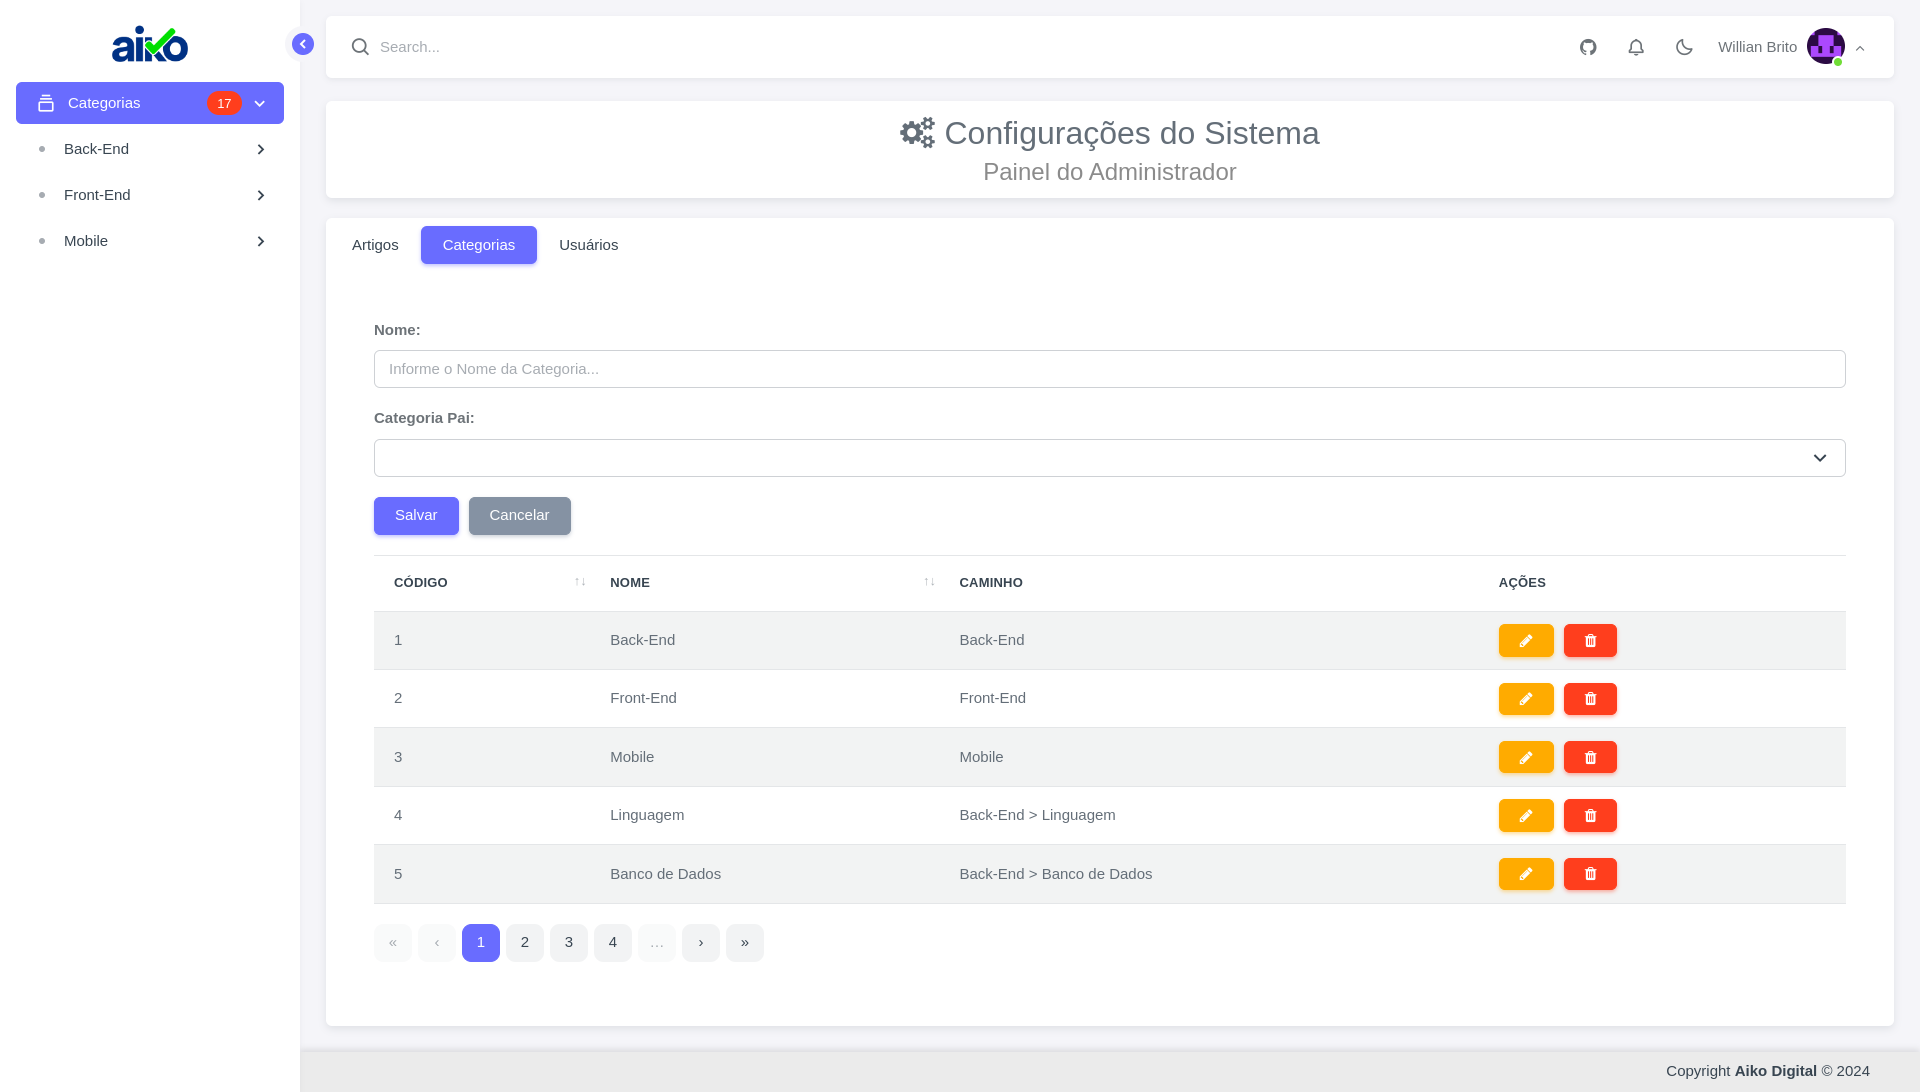 aiko
Categorias 17
Back-End
Front-End
Mobile
Search...
Willian Brito
Configurações do Sistema
Painel do Administrador
Artigos Categorias Usuários
Nome:
Informe o Nome da Categoria...
Categoria Pai:
Salvar Cancelar
CÓDIGO ↑↓ NOME ↑↓ CAMINHO AÇÕES
1 Back-End Back-End
2 Front-End Front-End
3 Mobile Mobile
4 Linguagem Back-End > Linguagem
5 Banco de Dados Back-End > Banco de Dados
« ‹ 1 2 3 4 … › »
Copyright Aiko Digital © 2024